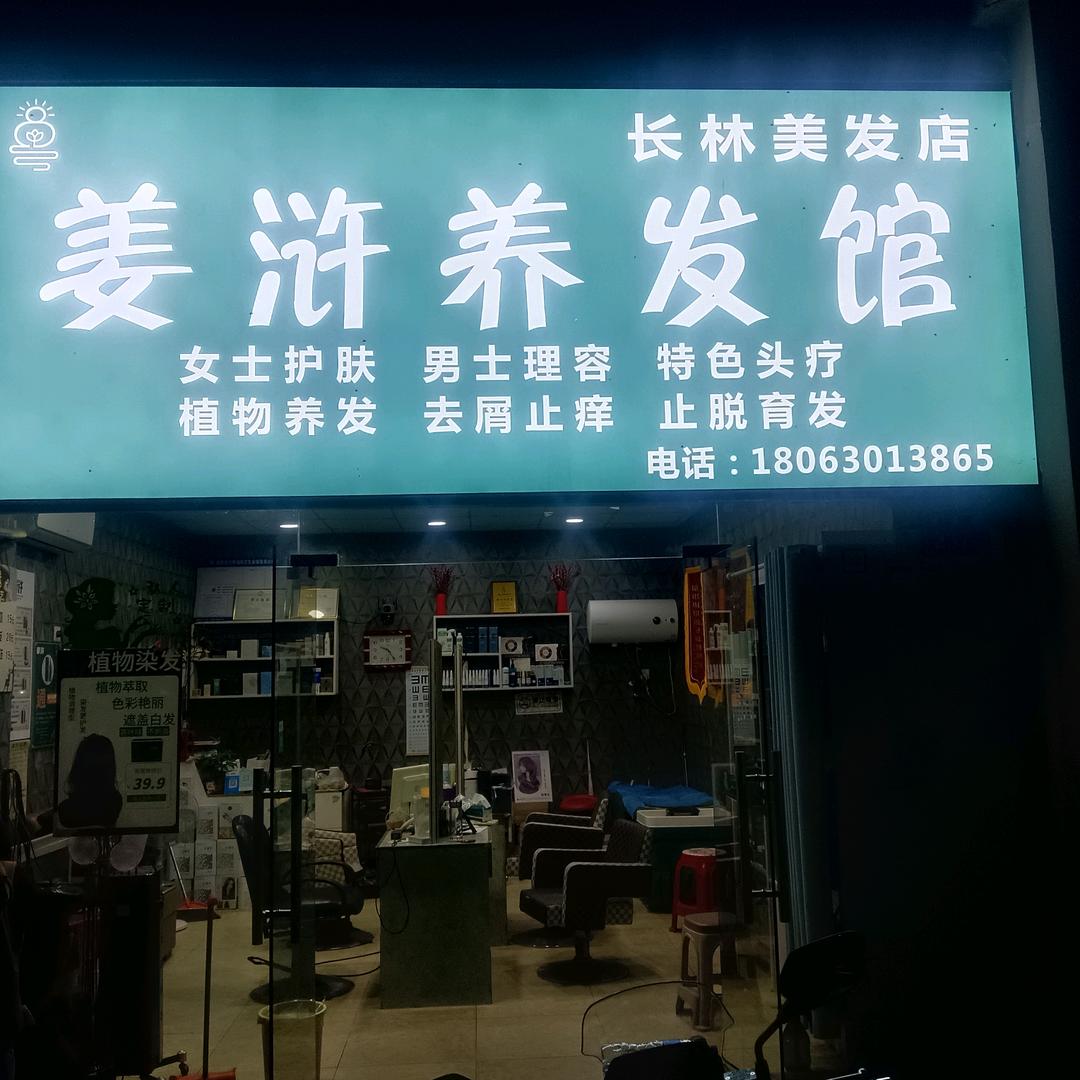 长林美发店
姜浒养发馆
女士护肤 男士理容 特色头疗
植物养发 去屑止痒 止脱育发
电话：18063013865
植物染发
植物萃取
色彩艳丽
遮盖白发
39.9